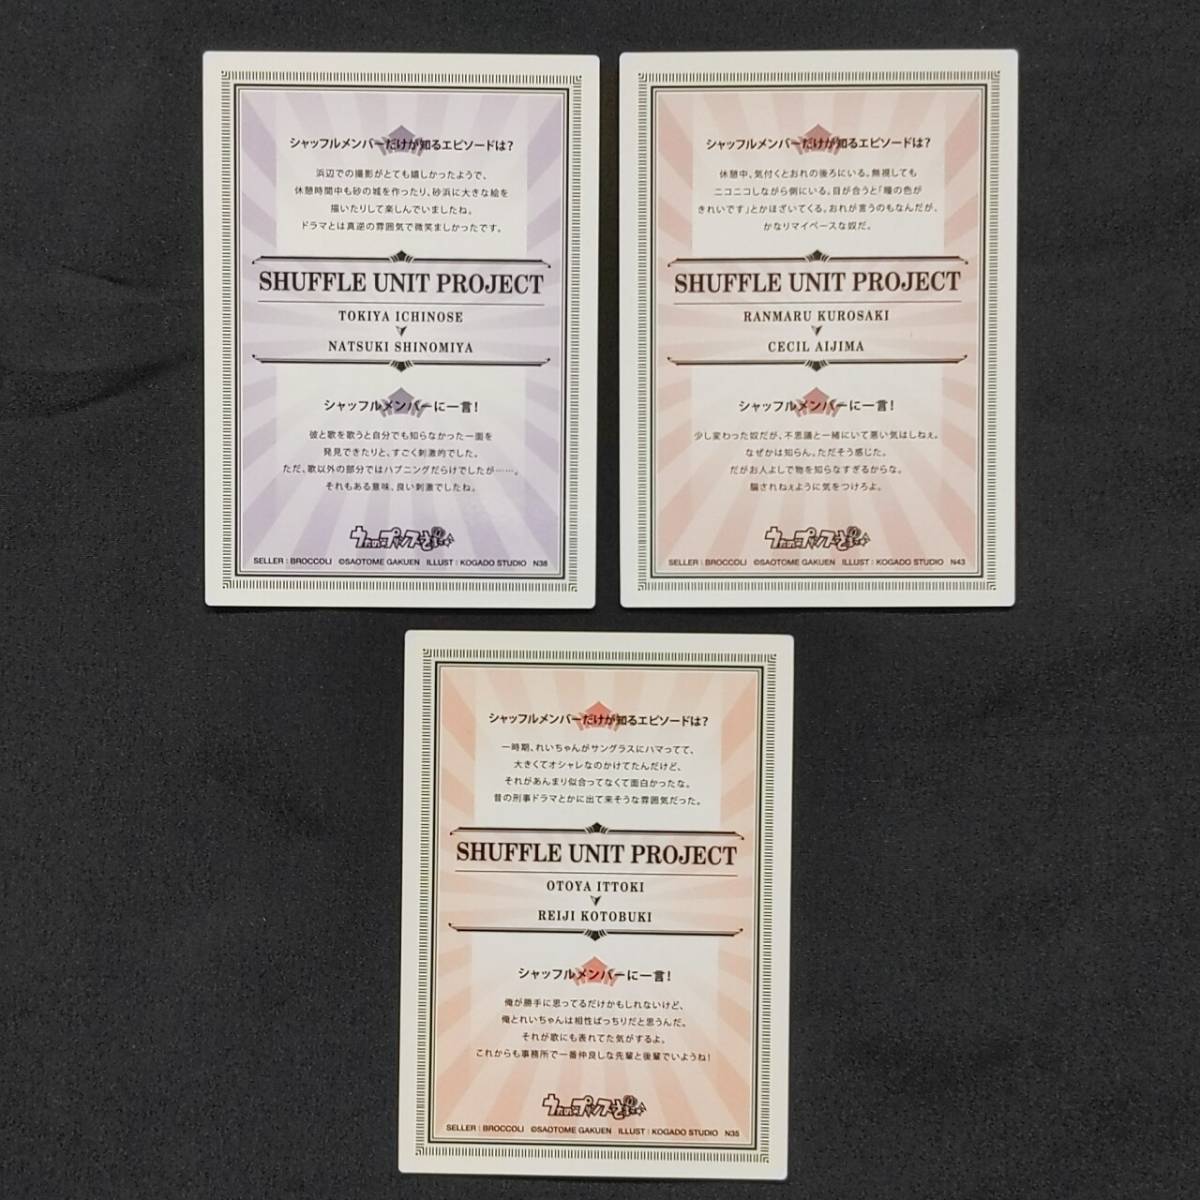 シャッフルメンバーだけが知るエピソードは?
浜辺での撮影がとても嬉しかったようで、
休憩時間中も砂の城を作ったり、砂浜に大きな絵を
描いたりして楽しんでいましたね。
ドラマとは真逆の雰囲気で微笑ましかったです。
SHUFFLE UNIT PROJECT
TOKIYA ICHINOSE
NATSUKI SHINOMIYA
シャッフルメンバーに一言!
彼と歌を歌うと自分でも知らなかった一面を
発見できたりと、すごく刺激的でした。
ただ、歌以外の部分ではハプニングだらけでしたが……。
それもある意味、良い刺激でしたね。
うたの☆プリンスさまっ♪
SELLER:BROCCOLI ©SAOTOME GAKUEN ILLUST:KOGADO STUDIO N38
シャッフルメンバーだけが知るエピソードは?
休憩中、気付くとおれの後ろにいる。無視しても
ニコニコしながら側にいる。目が合うと「瞳の色が
きれいです」とかほざいてくる。おれが言うのもなんだが、
かなりマイペースな奴だ。
SHUFFLE UNIT PROJECT
RANMARU KUROSAKI
CECIL AIJIMA
シャッフルメンバーに一言!
少し変わった奴だが、不思議と一緒にいて悪い気はしねぇ。
なぜかは知らん。ただそう感じた。
だがお人よしで物を知らなすぎるからな。
騙されねぇように気をつけろよ。
うたの☆プリンスさまっ♪
SELLER:BROCCOLI ©SAOTOME GAKUEN ILLUST:KOGADO STUDIO N43
シャッフルメンバーだけが知るエピソードは?
一時期、れいちゃんがサングラスにハマってて、
大きくてオシャレなのかけてたんだけど、
それがあんまり似合ってなくて面白かったな。
昔の刑事ドラマとかに出て来そうな雰囲気だった。
SHUFFLE UNIT PROJECT
OTOYA ITTOKI
REIJI KOTOBUKI
シャッフルメンバーに一言!
俺が勝手に思ってるだけかもしれないけど、
俺とれいちゃんは相性ばっちりだと思うんだ。
それが歌にも表れてた気がするよ。
これからも事務所で一番仲良しな先輩と後輩でいようね!
うたの☆プリンスさまっ♪
SELLER:BROCCOLI ©SAOTOME GAKUEN ILLUST:KOGADO STUDIO N35